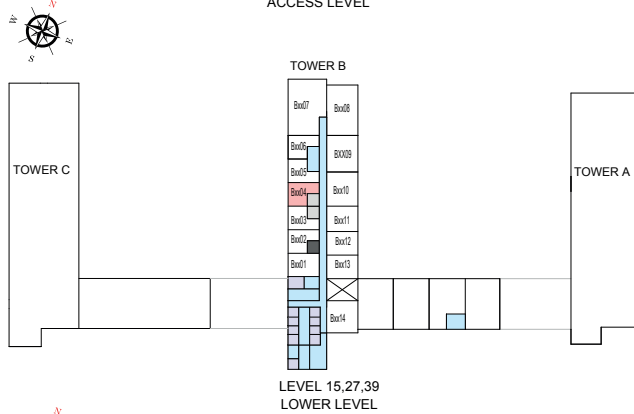 ACCESS LEVEL
N
W
E
S
TOWER B
Bxx07
Bxx08
Bxx06
BXX09
Bxx05
TOWER C
TOWER A
Bxx04
Bxx10
Bxx03
Bxx11
Bxx02
Bxx12
Bxx01
Bxx13
Bxx14
LEVEL 15,27,39
LOWER LEVEL
N